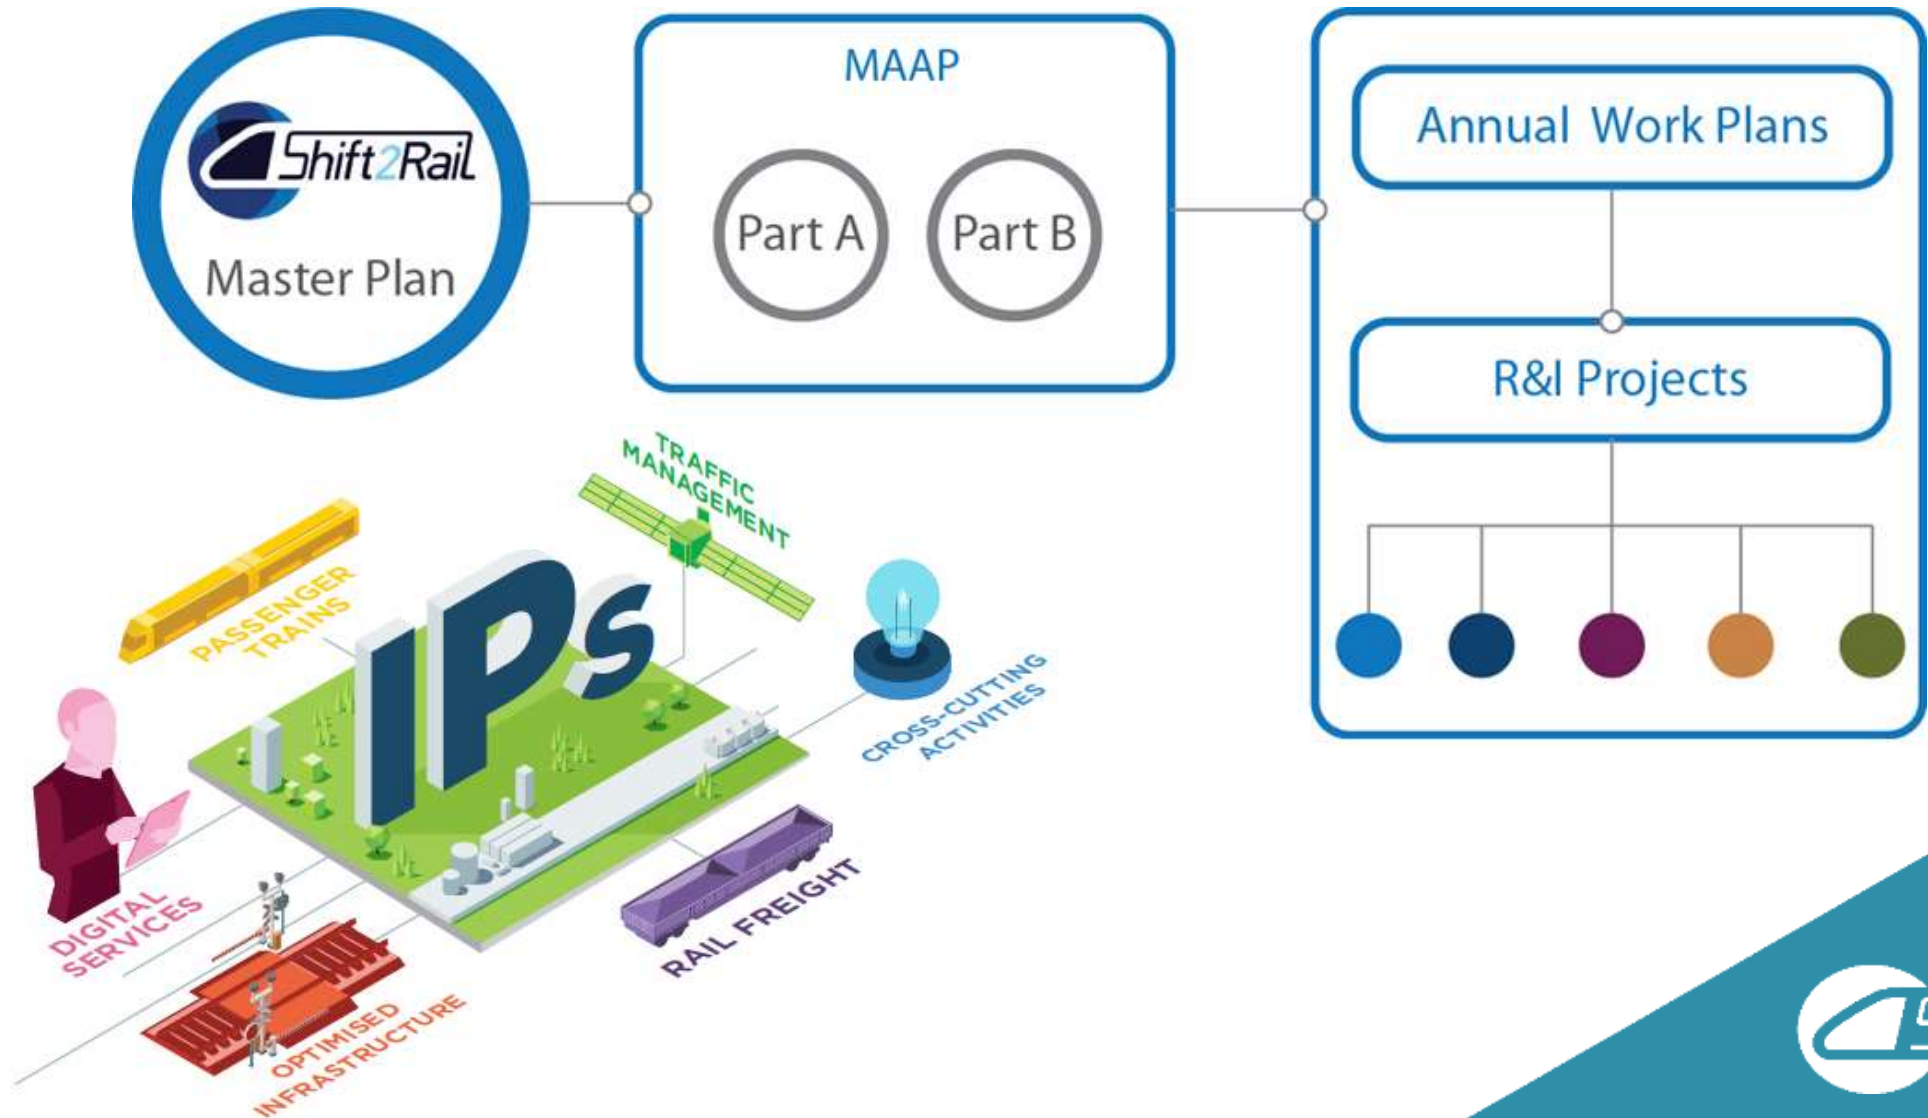 Shift2Rail
Master Plan
MAAP
Part A
Part B
Annual Work Plans
R&I Projects
TRAFFIC
MANAGEMENT
PASSENGER
TRAINS
IPs
CROSS-CUTTING
ACTIVITIES
DIGITAL
SERVICES
RAIL FREIGHT
OPTIMISED
INFRASTRUCTURE